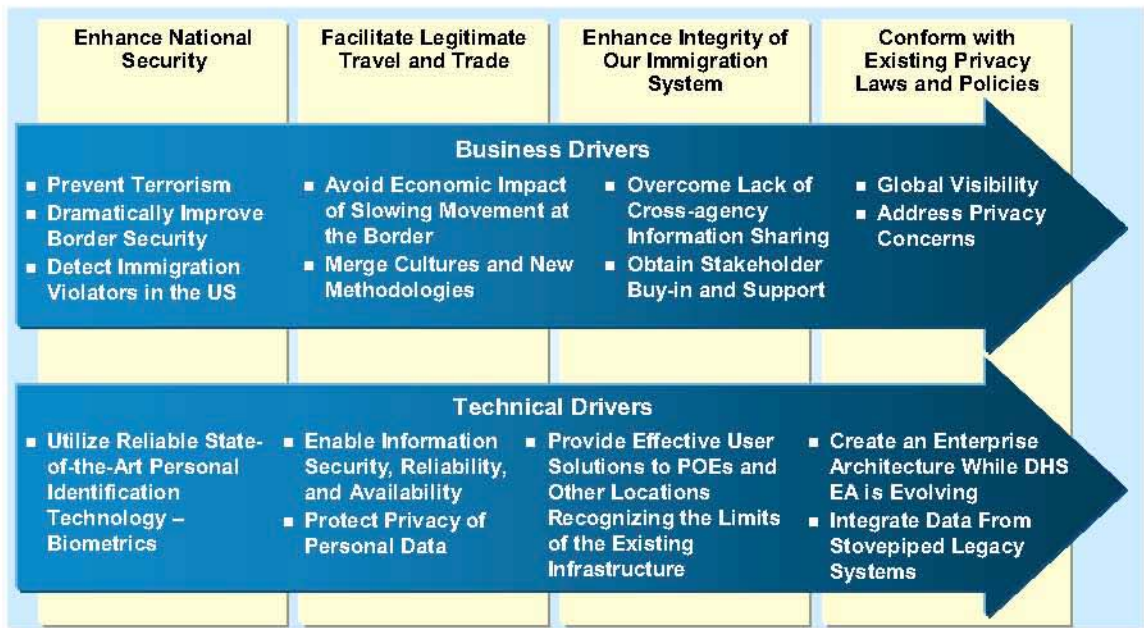 Enhance National
Security
Facilitate Legitimate
Travel and Trade
Enhance Integrity of
Our Immigration
System
Conform with
Existing Privacy
Laws and Policies
Business Drivers
▪ Prevent Terrorism
▪ Dramatically Improve
Border Security
▪ Detect Immigration
Violators in the US
▪ Avoid Economic Impact
of Slowing Movement at
the Border
▪ Merge Cultures and New
Methodologies
▪ Overcome Lack of
Cross-agency
Information Sharing
▪ Obtain Stakeholder
Buy-in and Support
▪ Global Visibility
▪ Address Privacy
Concerns
Technical Drivers
▪ Utilize Reliable State-
of-the-Art Personal
Identification
Technology –
Biometrics
▪ Enable Information
Security, Reliability,
and Availability
▪ Protect Privacy of
Personal Data
▪ Provide Effective User
Solutions to POEs and
Other Locations
Recognizing the Limits
of the Existing
Infrastructure
▪ Create an Enterprise
Architecture While DHS
EA is Evolving
▪ Integrate Data From
Stovepiped Legacy
Systems